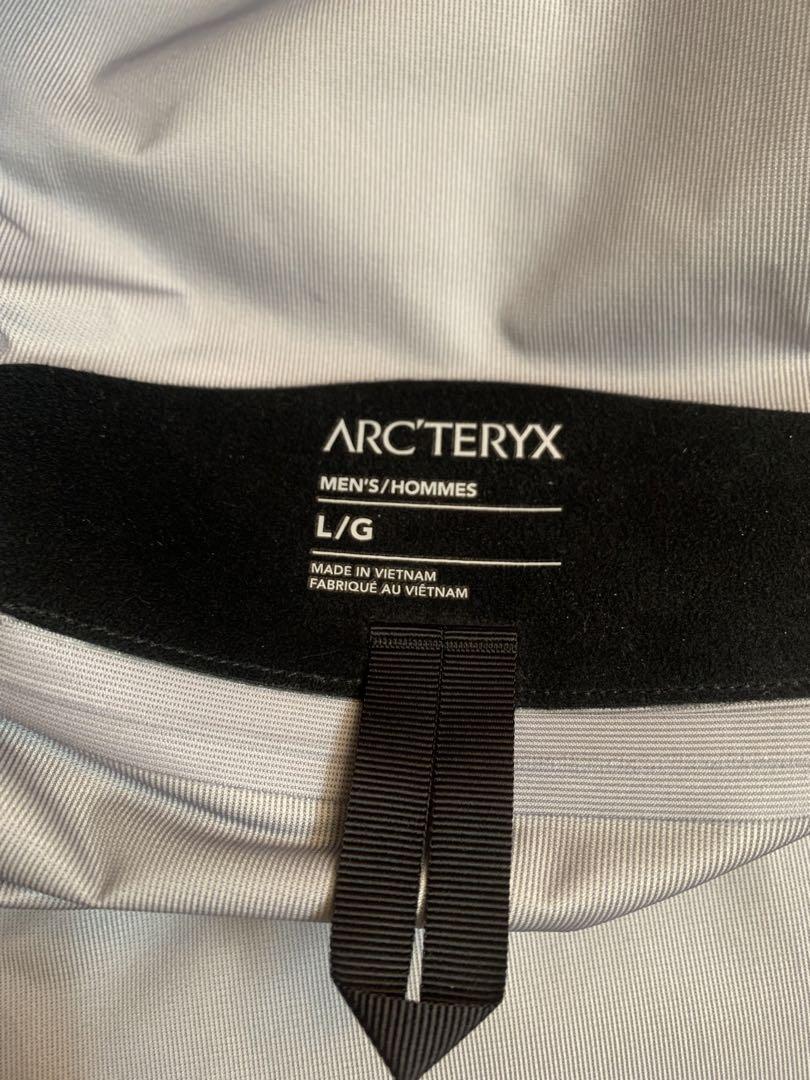 ARC'TERYX
MEN'S/HOMMES
L/G
MADE IN VIETNAM
FABRIQUÉ AU VIÊTNAM